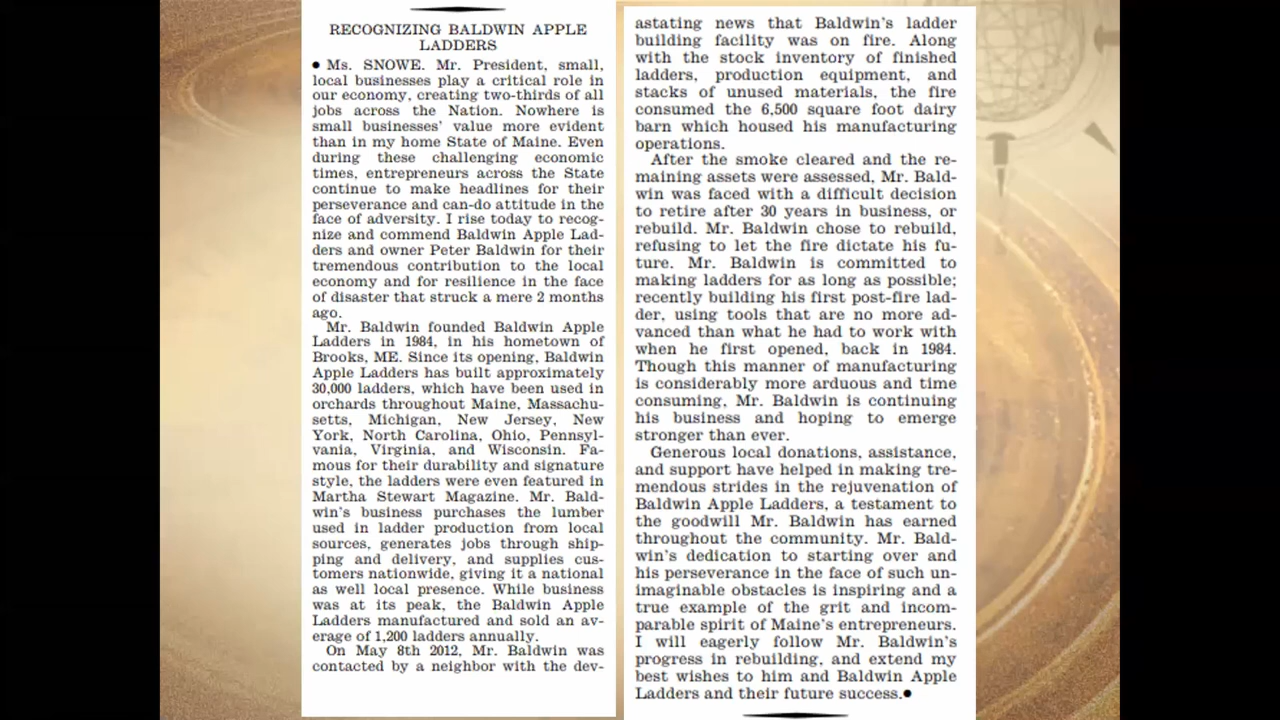 RECOGNIZING BALDWIN APPLE
LADDERS
● Ms. SNOWE. Mr. President, small,
local businesses play a critical role in
our economy, creating two-thirds of all
jobs across the Nation. Nowhere is
small businesses' value more evident
than in my home State of Maine. Even
during these challenging economic
times, entrepreneurs across the State
continue to make headlines for their
perseverance and can-do attitude in the
face of adversity. I rise today to recog-
nize and commend Baldwin Apple Lad-
ders and owner Peter Baldwin for their
tremendous contribution to the local
economy and for resilience in the face
of disaster that struck a mere 2 months
ago.
Mr. Baldwin founded Baldwin Apple
Ladders in 1984, in his hometown of
Brooks, ME. Since its opening, Baldwin
Apple Ladders has built approximately
30,000 ladders, which have been used in
orchards throughout Maine, Massachu-
setts, Michigan, New Jersey, New
York, North Carolina, Ohio, Pennsyl-
vania, Virginia, and Wisconsin. Fa-
mous for their durability and signature
style, the ladders were even featured in
Martha Stewart Magazine. Mr. Bald-
win's business purchases the lumber
used in ladder production from local
sources, generates jobs through ship-
ping and delivery, and supplies cus-
tomers nationwide, giving it a national
as well local presence. While business
was at its peak, the Baldwin Apple
Ladders manufactured and sold an av-
erage of 1,200 ladders annually.
On May 8th 2012, Mr. Baldwin was
contacted by a neighbor with the dev-
astating news that Baldwin's ladder
building facility was on fire. Along
with the stock inventory of finished
ladders, production equipment, and
stacks of unused materials, the fire
consumed the 6,500 square foot dairy
barn which housed his manufacturing
operations.
After the smoke cleared and the re-
maining assets were assessed, Mr. Bald-
win was faced with a difficult decision
to retire after 30 years in business, or
rebuild. Mr. Baldwin chose to rebuild,
refusing to let the fire dictate his fu-
ture. Mr. Baldwin is committed to
making ladders for as long as possible;
recently building his first post-fire lad-
der, using tools that are no more ad-
vanced than what he had to work with
when he first opened, back in 1984.
Though this manner of manufacturing
is considerably more arduous and time
consuming, Mr. Baldwin is continuing
his business and hoping to emerge
stronger than ever.
Generous local donations, assistance,
and support have helped in making tre-
mendous strides in the rejuvenation of
Baldwin Apple Ladders, a testament to
the goodwill Mr. Baldwin has earned
throughout the community. Mr. Bald-
win's dedication to starting over and
his perseverance in the face of such un-
imaginable obstacles is inspiring and a
true example of the grit and incom-
parable spirit of Maine's entrepreneurs.
I will eagerly follow Mr. Baldwin's
progress in rebuilding, and extend my
best wishes to him and Baldwin Apple
Ladders and their future success.●